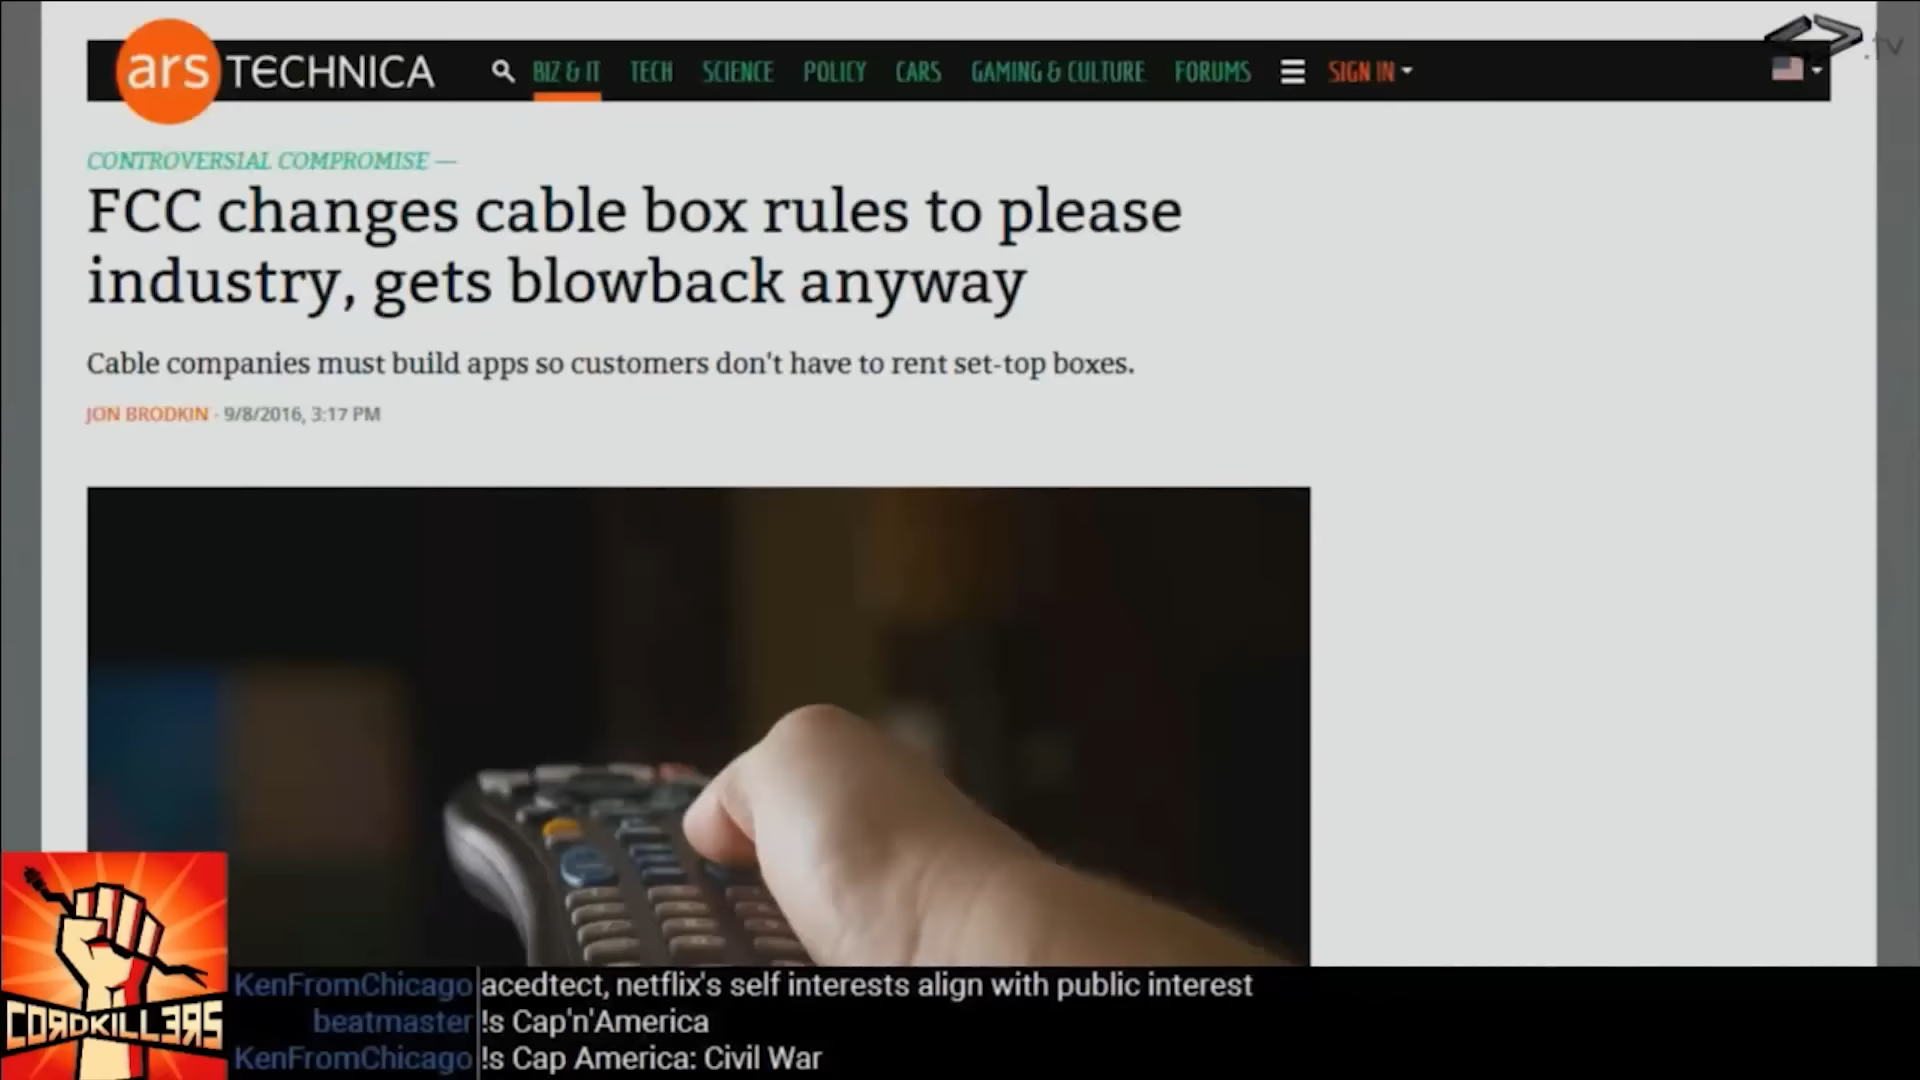 ars TECHNICA BIZ & IT TECH SCIENCE POLICY CARS GAMING & CULTURE FORUMS SIGN IN
.tv
CONTROVERSIAL COMPROMISE —
FCC changes cable box rules to please
industry, gets blowback anyway
Cable companies must build apps so customers don't have to rent set-top boxes.
JON BRODKIN - 9/8/2016, 3:17 PM
CORDKILLERS
KenFromChicago acedtect, netflix's self interests align with public interest
beatmaster !s Cap'n'America
KenFromChicago !s Cap America: Civil War